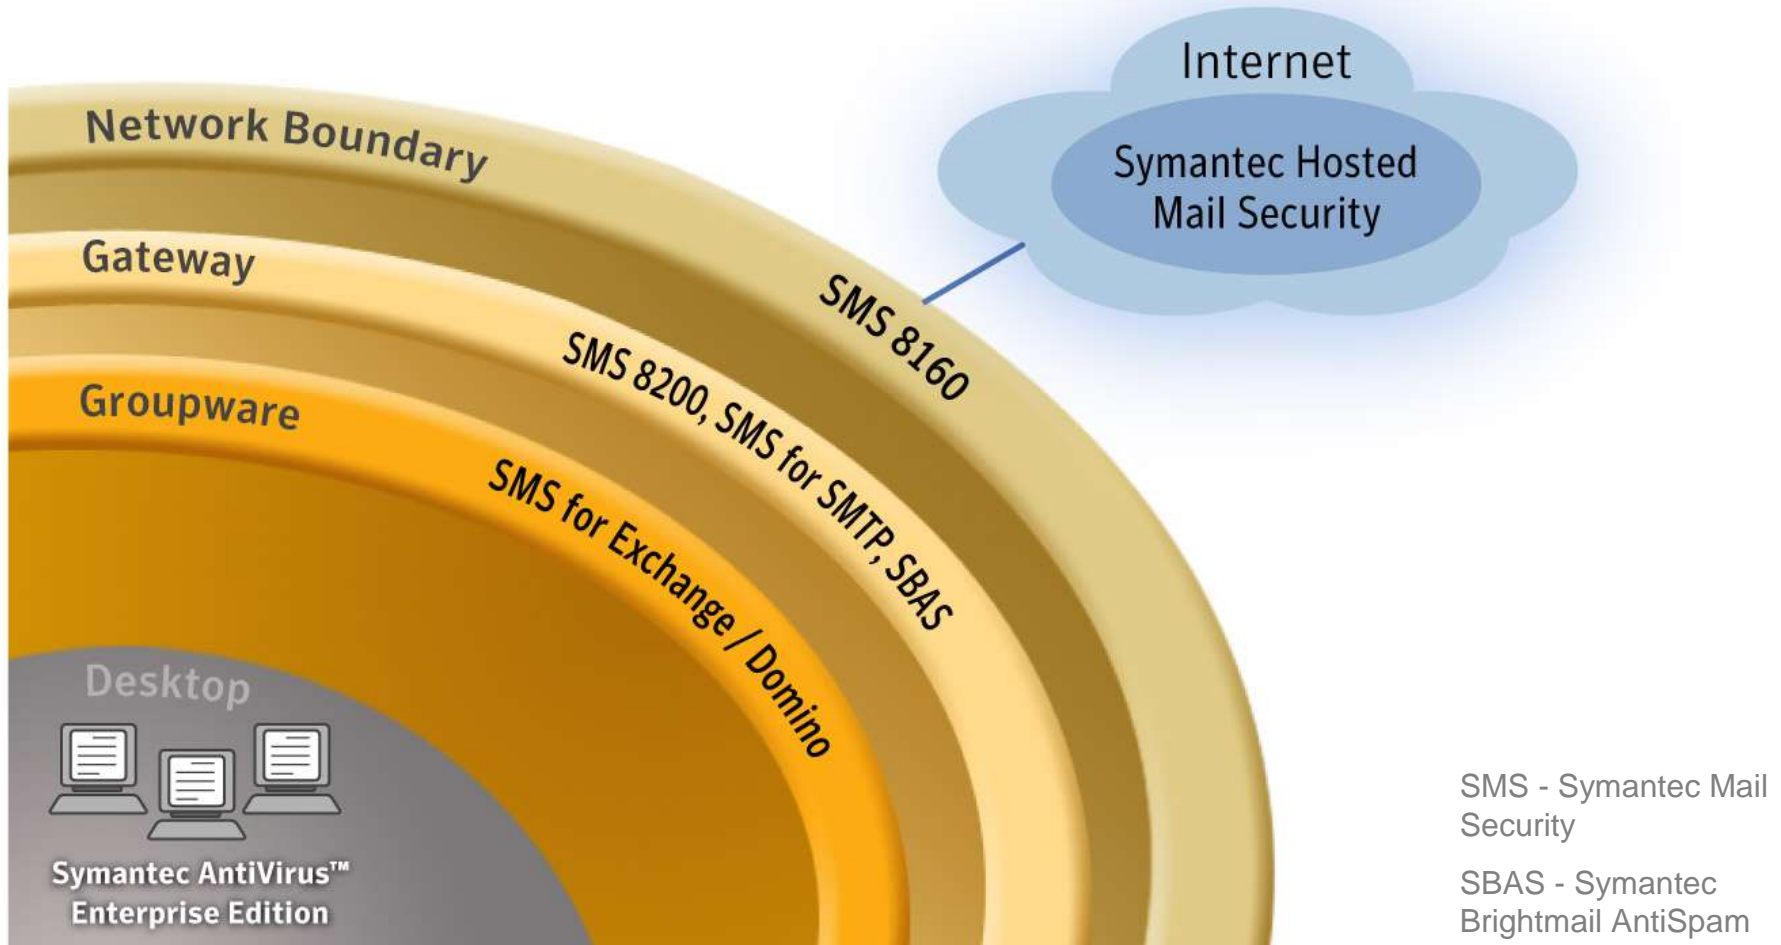 Internet
Symantec Hosted
Mail Security
Network Boundary
SMS 8160
Gateway
SMS 8200, SMS for SMTP, SBAS
Groupware
SMS for Exchange / Domino
Desktop
Symantec AntiVirus™
Enterprise Edition
SMS - Symantec Mail
Security
SBAS - Symantec
Brightmail AntiSpam